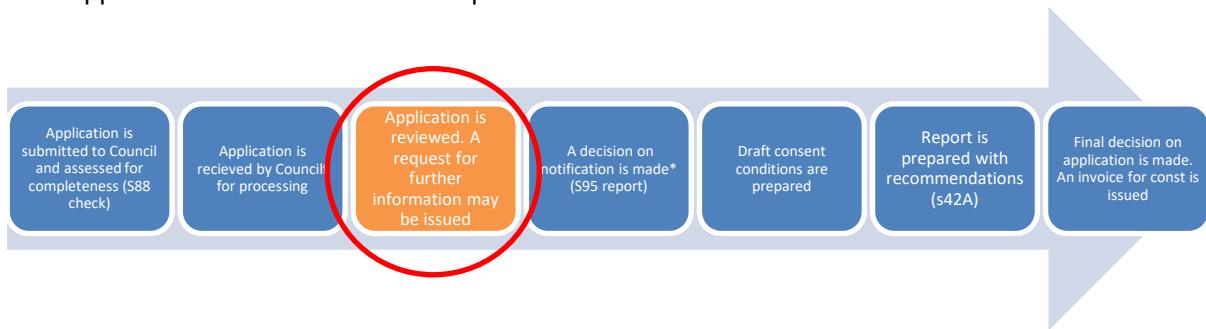 Application is
submitted to Council
and assessed for
completeness (S88
check)
Application is
recieved by Council
for processing
Application is
reviewed. A
request for
further
information may
be issued
A decision on
notification is made*
(S95 report)
Draft consent
conditions are
prepared
Report is
prepared with
recommendations
(s42A)
Final decision on
application is made.
An invoice for const is
issued